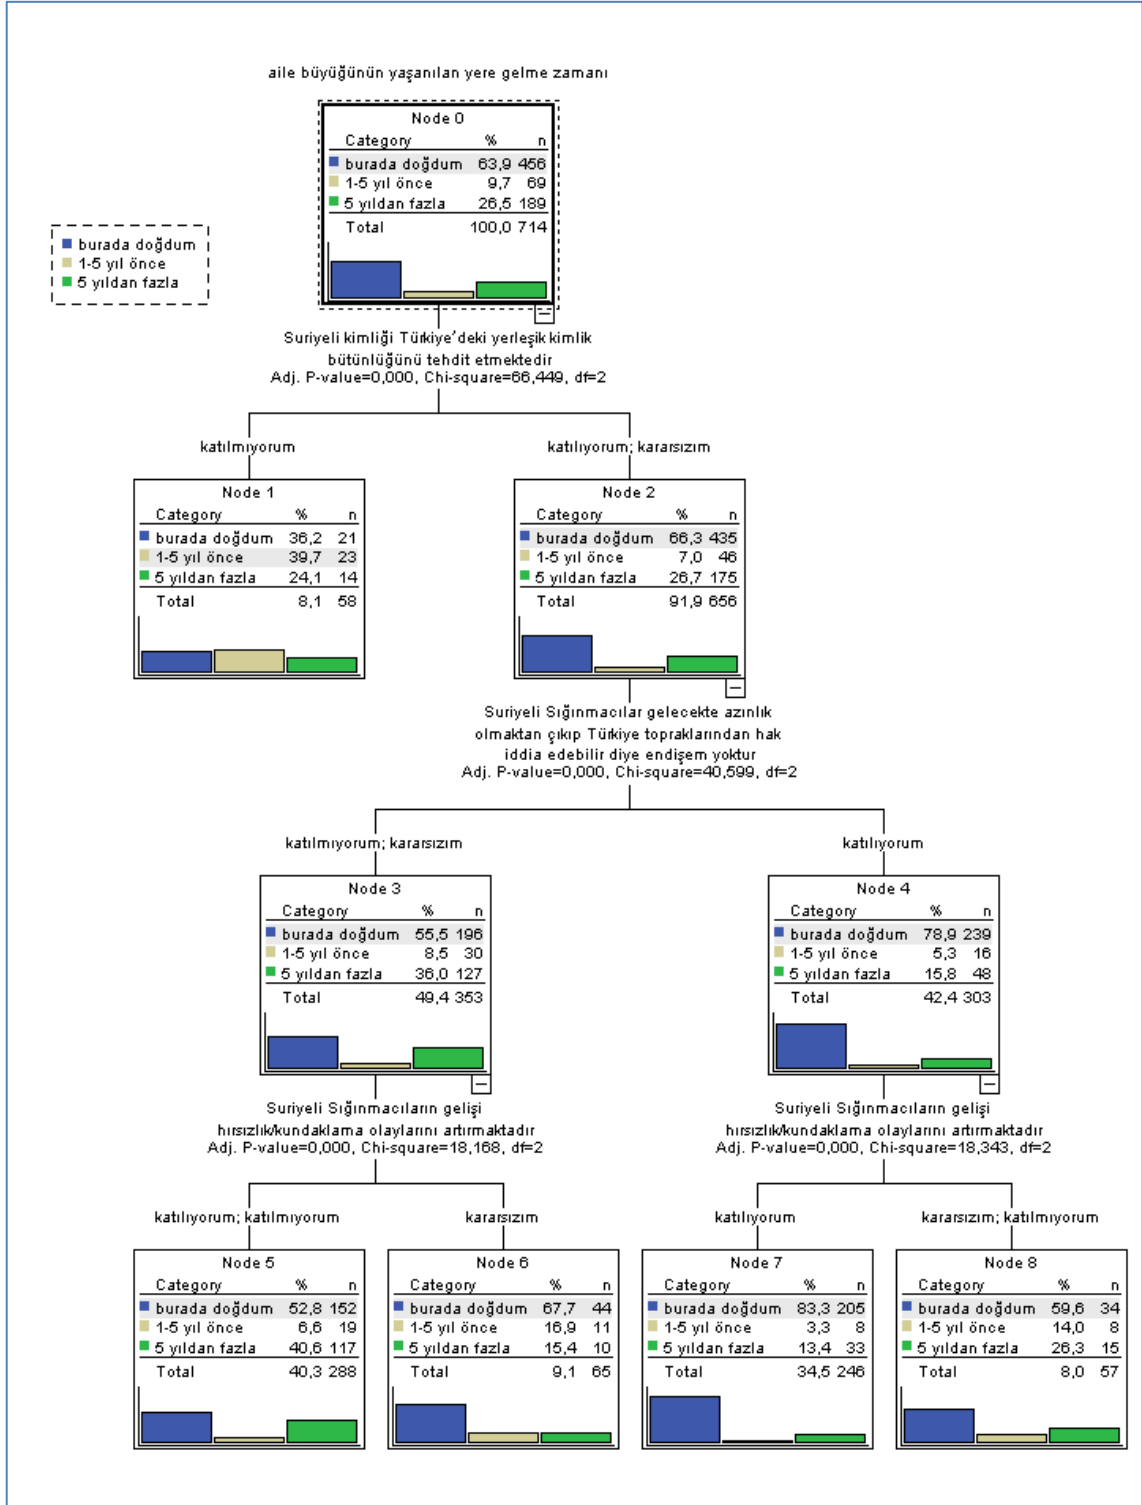 aile büyüğünün yaşanılan yere gelme zamanı
Node 0
Category % n
burada doğdum 63,9 456
1-5 yıl önce 9,7 69
5 yıldan fazla 26,5 189
Total 100,0 714
burada doğdum
1-5 yıl önce
5 yıldan fazla
Suriyeli kimliği Türkiye'deki yerleşik kimlik
bütünlüğünü tehdit etmektedir
Adj. P-value=0,000, Chi-square=66,449, df=2
katılmıyorum
katılıyorum; kararsızım
Node 1
Category % n
burada doğdum 36,2 21
1-5 yıl önce 39,7 23
5 yıldan fazla 24,1 14
Total 8,1 58
Node 2
Category % n
burada doğdum 66,3 435
1-5 yıl önce 7,0 46
5 yıldan fazla 26,7 175
Total 91,9 656
Suriyeli Sığınmacılar gelecekte azınlık
olmaktan çıkıp Türkiye topraklarından hak
iddia edebilir diye endişem yoktur
Adj. P-value=0,000, Chi-square=40,599, df=2
katılmıyorum; kararsızım
katılıyorum
Node 3
Category % n
burada doğdum 55,5 196
1-5 yıl önce 8,5 30
5 yıldan fazla 36,0 127
Total 49,4 353
Node 4
Category % n
burada doğdum 78,9 239
1-5 yıl önce 5,3 16
5 yıldan fazla 15,8 48
Total 42,4 303
Suriyeli Sığınmacıların gelişi
hırsızlık/kundaklama olaylarını artırmaktadır
Adj. P-value=0,000, Chi-square=18,168, df=2
Suriyeli Sığınmacıların gelişi
hırsızlık/kundaklama olaylarını artırmaktadır
Adj. P-value=0,000, Chi-square=18,343, df=2
katılıyorum; katılmıyorum
kararsızım
katılıyorum
kararsızım; katılmıyorum
Node 5
Category % n
burada doğdum 52,8 152
1-5 yıl önce 6,6 19
5 yıldan fazla 40,6 117
Total 40,3 288
Node 6
Category % n
burada doğdum 67,7 44
1-5 yıl önce 16,9 11
5 yıldan fazla 15,4 10
Total 9,1 65
Node 7
Category % n
burada doğdum 83,3 205
1-5 yıl önce 3,3 8
5 yıldan fazla 13,4 33
Total 34,5 246
Node 8
Category % n
burada doğdum 59,6 34
1-5 yıl önce 14,0 8
5 yıldan fazla 26,3 15
Total 8,0 57